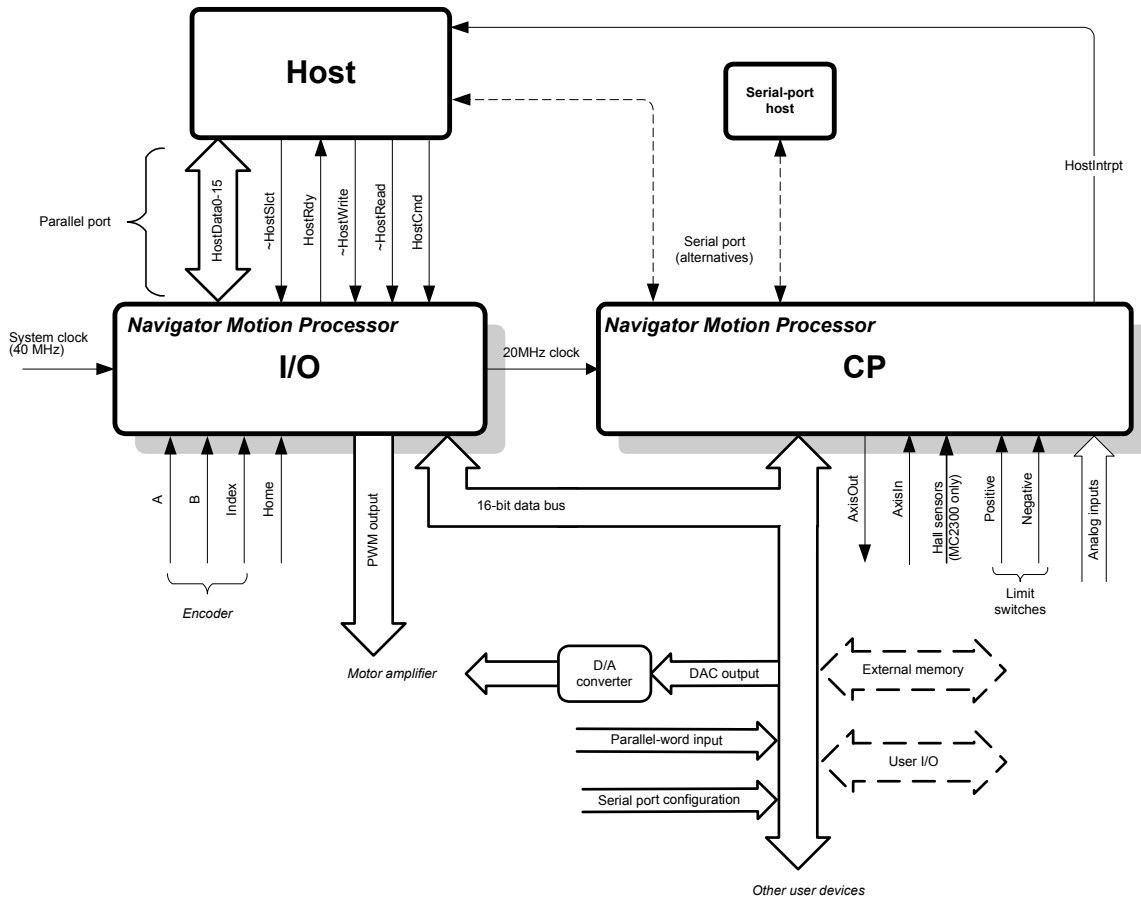 Host
Serial-port
host
HostIntrpt
Parallel port
HostData0-15
~HostSlct
HostRdy
~HostWrite
~HostRead
HostCmd
Serial port
(alternatives)
System clock
(40 MHz)
Navigator Motion Processor
I/O
20MHz clock
Navigator Motion Processor
CP
A
B
Index
Home
Encoder
PWM output
Motor amplifier
16-bit data bus
AxisOut
AxisIn
Hall sensors
(MC2300 only)
Positive
Negative
Limit
switches
Analog inputs
D/A
converter
DAC output
External memory
Parallel-word input
User I/O
Serial port configuration
Other user devices